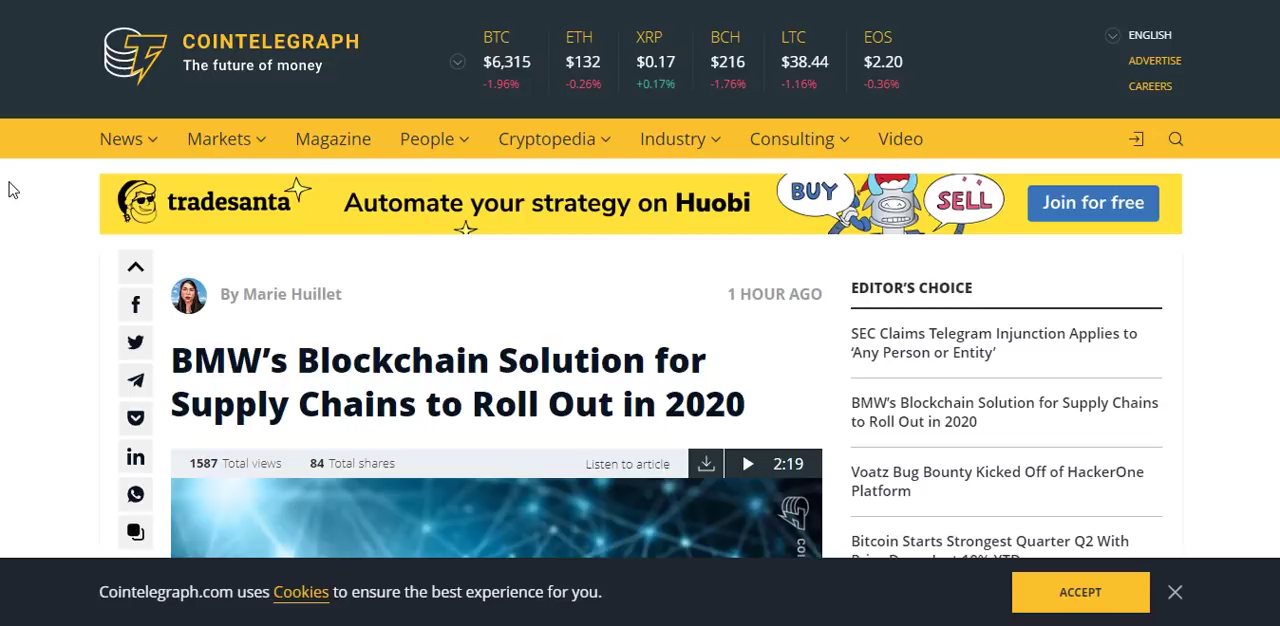 COINTELEGRAPH
The future of money
BTC ETH XRP BCH LTC EOS
$6,315 $132 $0.17 $216 $38.44 $2.20
-1.96% -0.26% +0.17% -1.76% -1.16% -0.36%
ENGLISH
ADVERTISE
CAREERS
News Markets Magazine People Cryptopedia Industry Consulting Video
tradesanta Automate your strategy on Huobi BUY SELL Join for free
By Marie Huillet 1 HOUR AGO
BMW’s Blockchain Solution for
Supply Chains to Roll Out in 2020
1587 Total views 84 Total shares Listen to article 2:19
EDITOR’S CHOICE
SEC Claims Telegram Injunction Applies to
‘Any Person or Entity’
BMW’s Blockchain Solution for Supply Chains
to Roll Out in 2020
Voatz Bug Bounty Kicked Off of HackerOne
Platform
Bitcoin Starts Strongest Quarter Q2 With
Cointelegraph.com uses Cookies to ensure the best experience for you.
ACCEPT